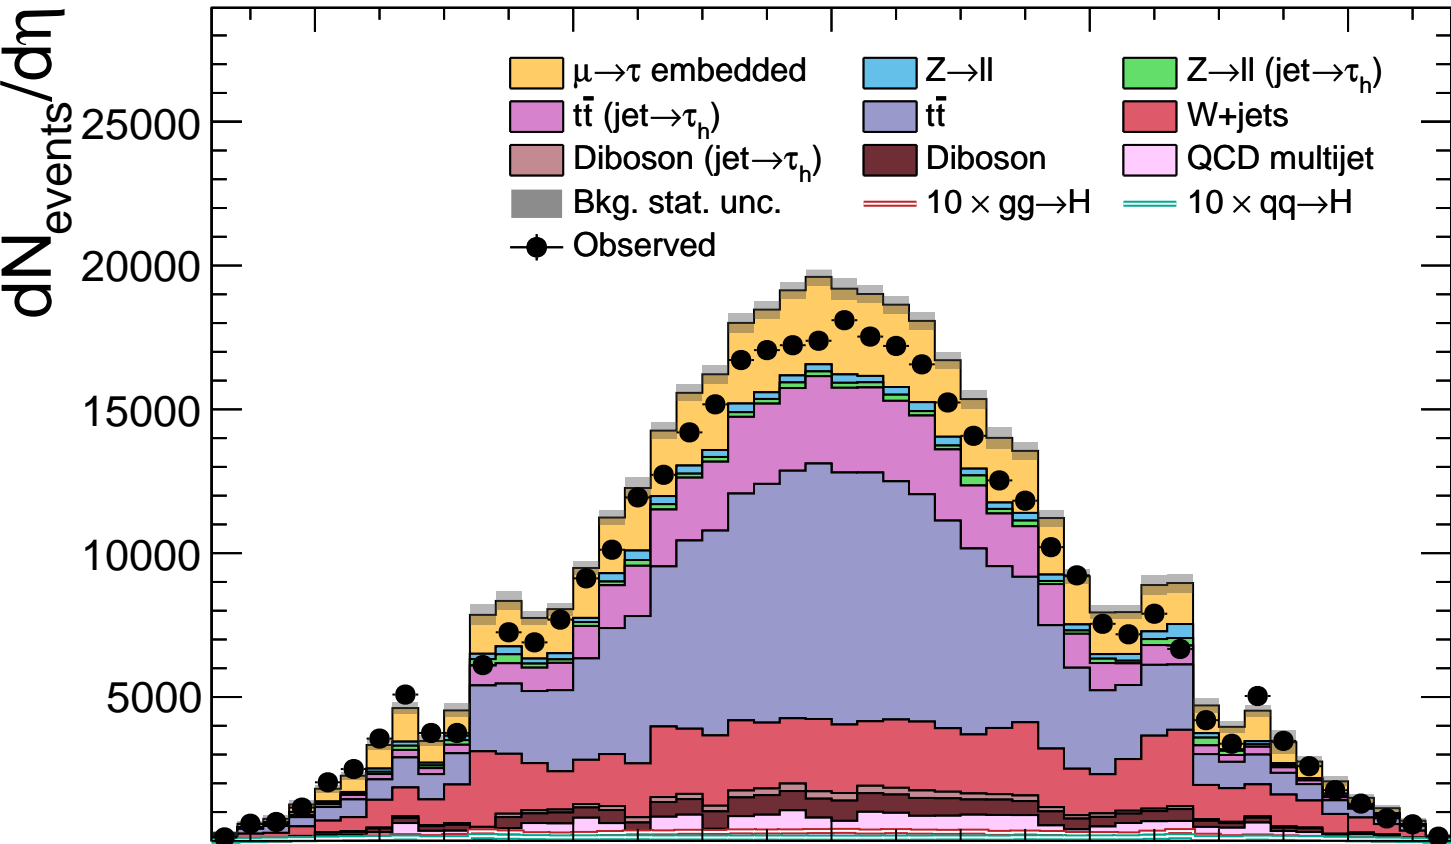 dN_events/dη
25000
20000
15000
10000
5000
μ→τ embedded Z→ll Z→ll (jet→τ_h)
tt̄ (jet→τ_h) tt̄ W+jets
Diboson (jet→τ_h) Diboson QCD multijet
Bkg. stat. unc. 10 × gg→H 10 × qq→H
Observed